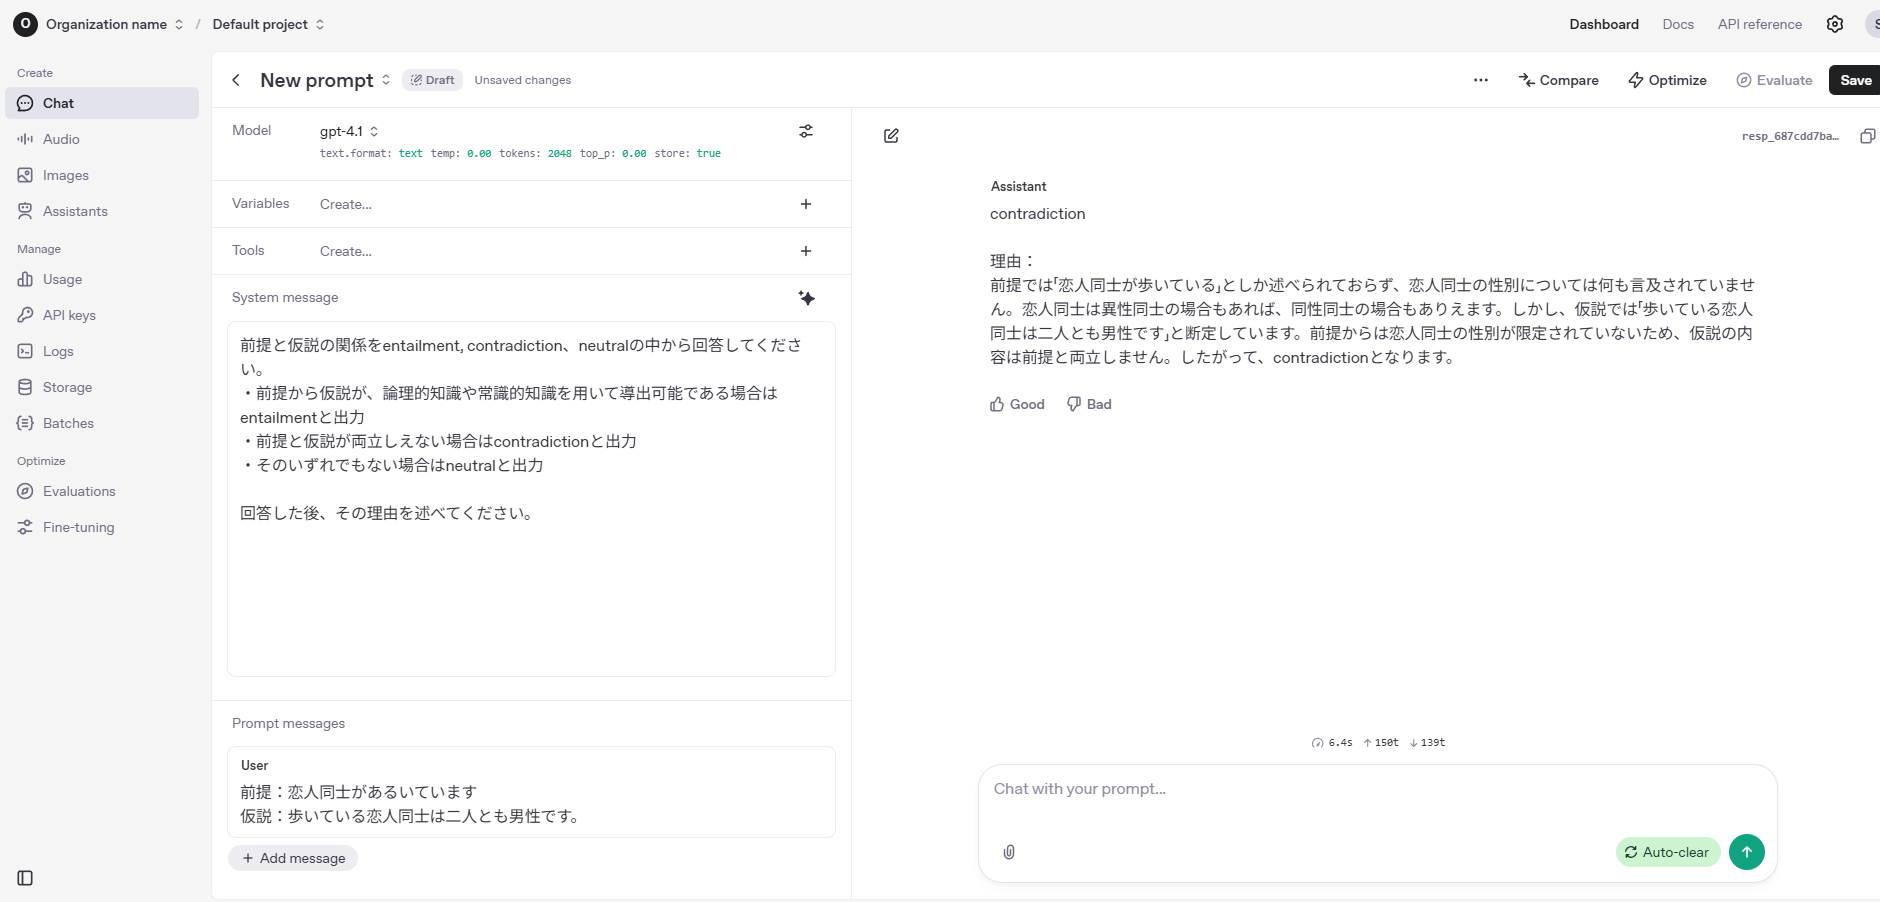 O Organization name / Default project
Dashboard Docs API reference
S
Create
Chat
Audio
Images
Assistants
Manage
Usage
API keys
Logs
Storage
Batches
Optimize
Evaluations
Fine-tuning
New prompt Draft Unsaved changes
Compare Optimize Evaluate Save
Model gpt-4.1
text.format: text temp: 0.00 tokens: 2048 top_p: 0.00 store: true
Variables Create...
Tools Create...
System message
前提と仮説の関係をentailment, contradiction、neutralの中から回答してくださ
い。
・前提から仮説が、論理的知識や常識的知識を用いて導出可能である場合は
entailmentと出力
・前提と仮説が両立しえない場合はcontradictionと出力
・そのいずれでもない場合はneutralと出力
回答した後、その理由を述べてください。
Prompt messages
User
前提：恋人同士があるいています
仮説：歩いている恋人同士は二人とも男性です。
Add message
resp_687cdd7ba…
Assistant
contradiction
理由：
前提では「恋人同士が歩いている」としか述べられておらず、恋人同士の性別については何も言及されていませ
ん。恋人同士は異性同士の場合もあれば、同性同士の場合もありえます。しかし、仮説では「歩いている恋人
同士は二人とも男性です」と断定しています。前提からは恋人同士の性別が限定されていないため、仮説の内
容は前提と両立しません。したがって、contradictionとなります。
Good Bad
6.4s ↑150t ↓139t
Chat with your prompt...
Auto-clear